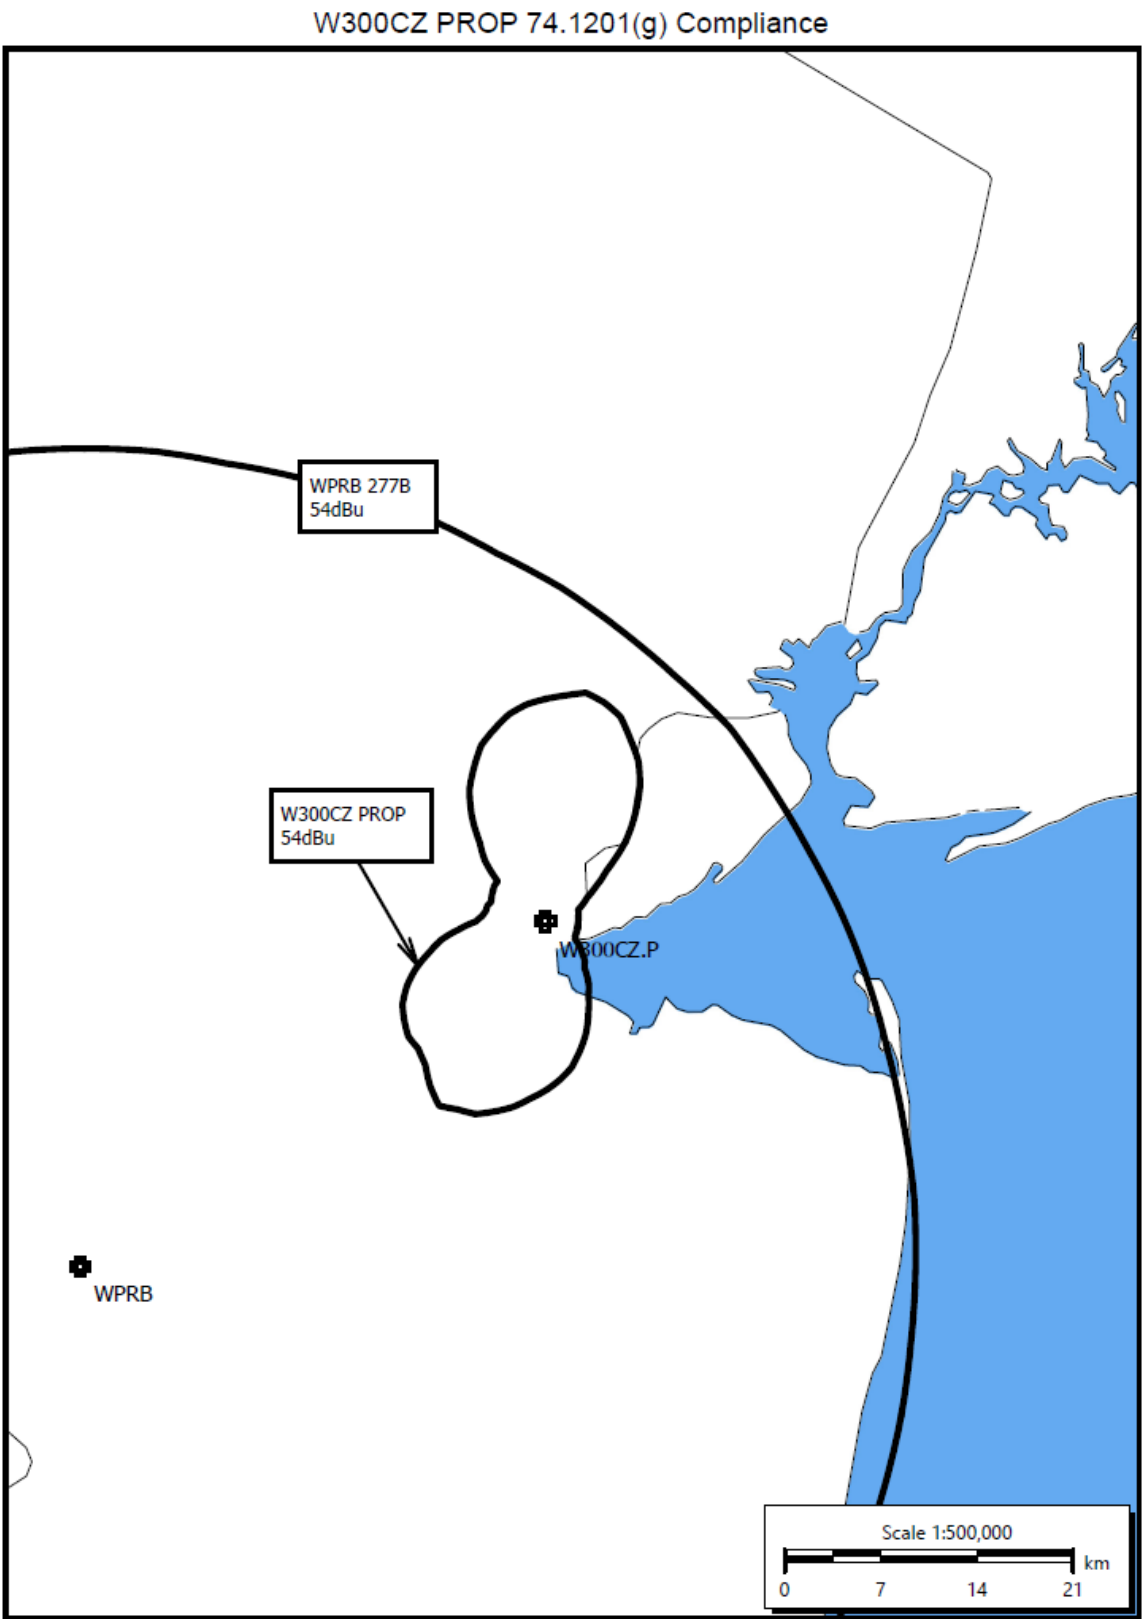 W300CZ PROP 74.1201(g) Compliance
WPRB 277B
54dBu
W300CZ PROP
54dBu
W300CZ.P
WPRB
Scale 1:500,000
km
0 7 14 21